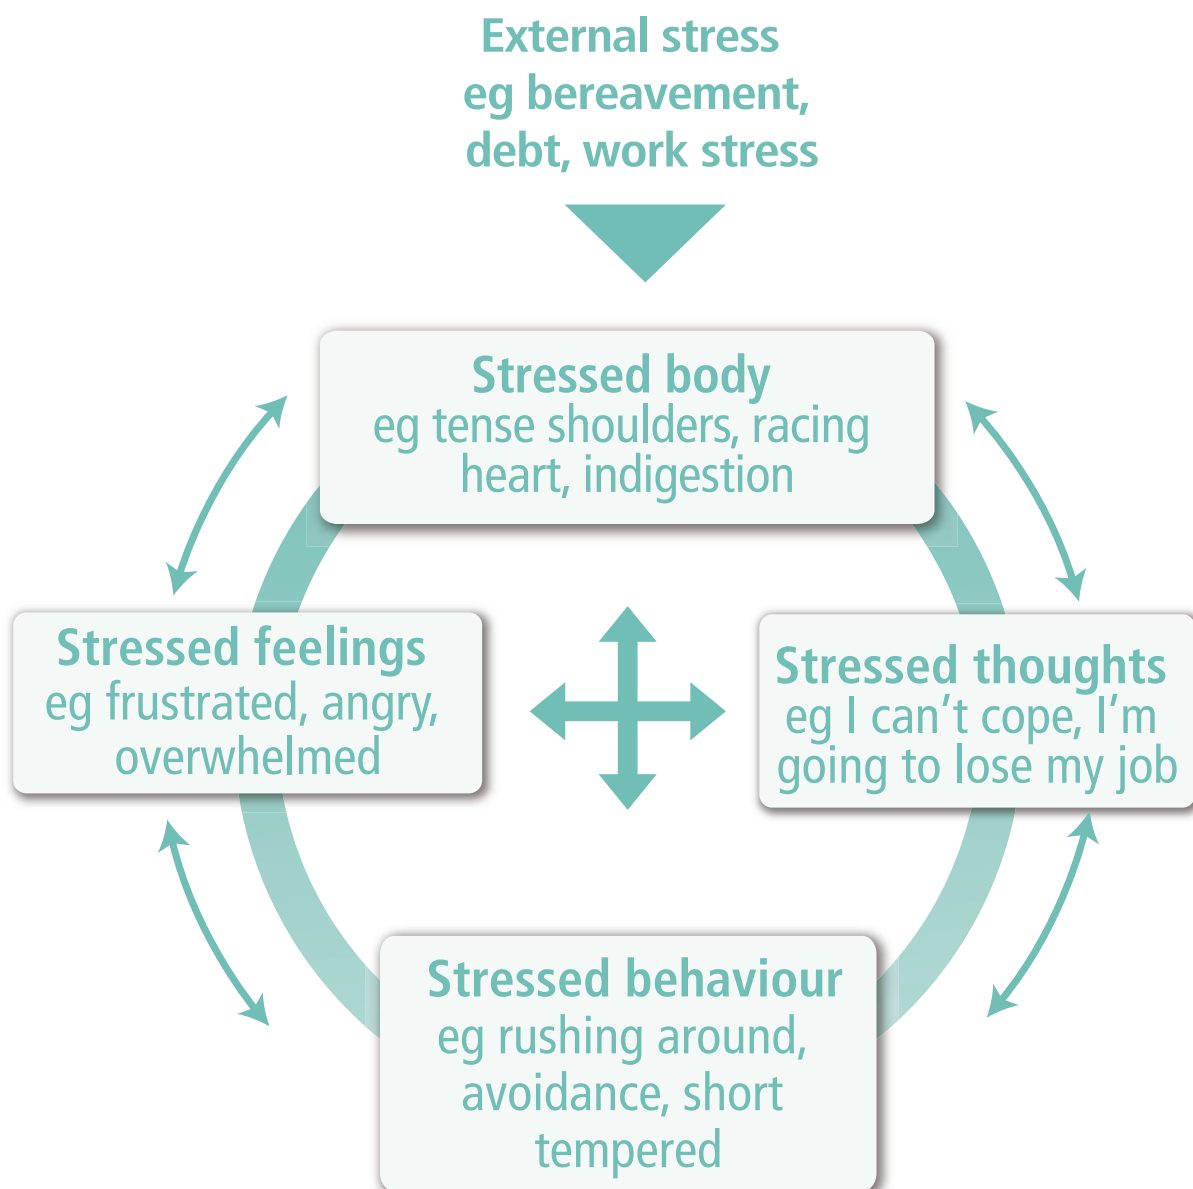 External stress
eg bereavement,
debt, work stress
Stressed body
eg tense shoulders, racing
heart, indigestion
Stressed feelings
eg frustrated, angry,
overwhelmed
Stressed thoughts
eg I can’t cope, I’m
going to lose my job
Stressed behaviour
eg rushing around,
avoidance, short
tempered